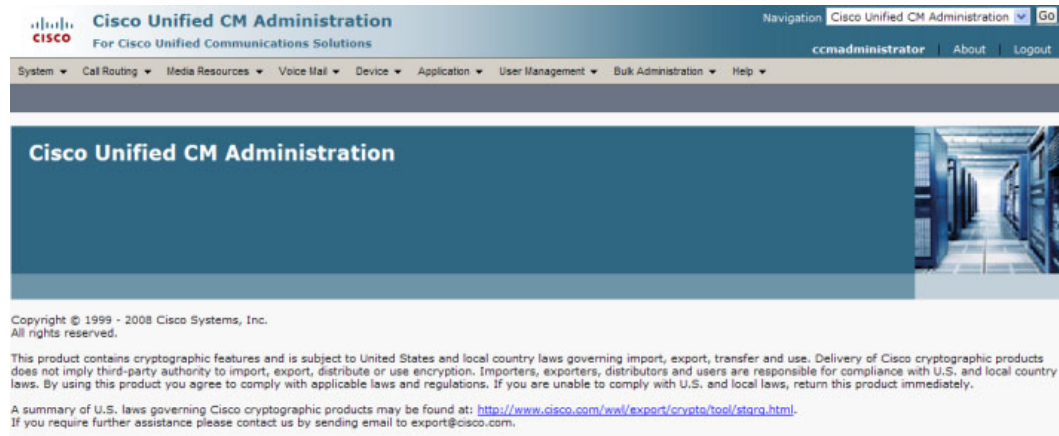 CISCO
Cisco Unified CM Administration
For Cisco Unified Communications Solutions
Navigation Cisco Unified CM Administration Go
ccmadministrator | About | Logout
System Call Routing Media Resources Voice Mail Device Application User Management Bulk Administration Help
Cisco Unified CM Administration
Copyright © 1999 - 2008 Cisco Systems, Inc.
All rights reserved.
This product contains cryptographic features and is subject to United States and local country laws governing import, export, transfer and use. Delivery of Cisco cryptographic products
does not imply third-party authority to import, export, distribute or use encryption. Importers, exporters, distributors and users are responsible for compliance with U.S. and local country
laws. By using this product you agree to comply with applicable laws and regulations. If you are unable to comply with U.S. and local laws, return this product immediately.
A summary of U.S. laws governing Cisco cryptographic products may be found at: http://www.cisco.com/wwl/export/crypto/tool/stqrg.html.
If you require further assistance please contact us by sending email to export@cisco.com.